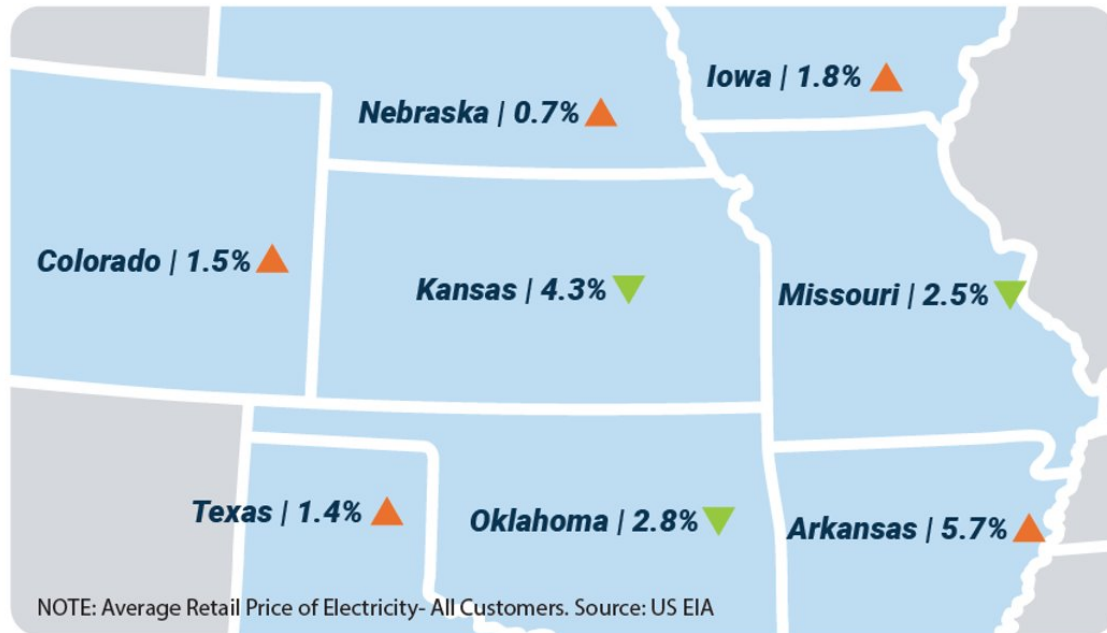 Iowa | 1.8%
Nebraska | 0.7%
Colorado | 1.5%
Kansas | 4.3%
Missouri | 2.5%
Texas | 1.4%
Oklahoma | 2.8%
Arkansas | 5.7%
NOTE: Average Retail Price of Electricity- All Customers. Source: US EIA